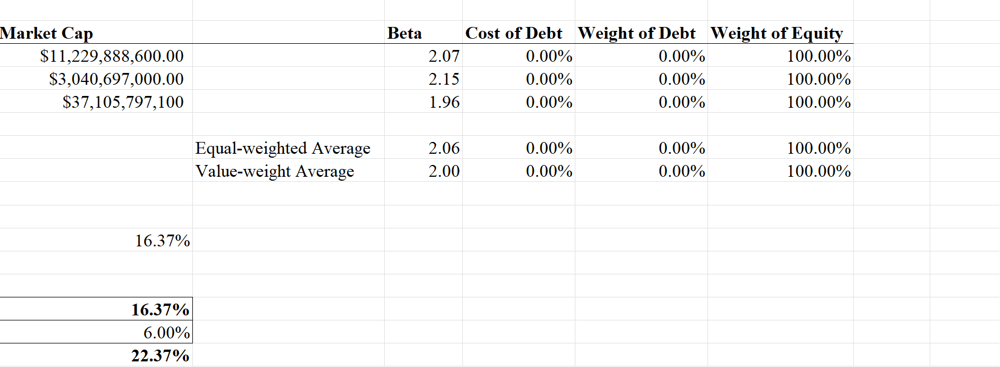 Market Cap Beta Cost of Debt Weight of Debt Weight of Equity
$11,229,888,600.00 2.07 0.00% 0.00% 100.00%
$3,040,697,000.00 2.15 0.00% 0.00% 100.00%
$37,105,797,100 1.96 0.00% 0.00% 100.00%
Equal-weighted Average 2.06 0.00% 0.00% 100.00%
Value-weight Average 2.00 0.00% 0.00% 100.00%
16.37%
16.37%
6.00%
22.37%